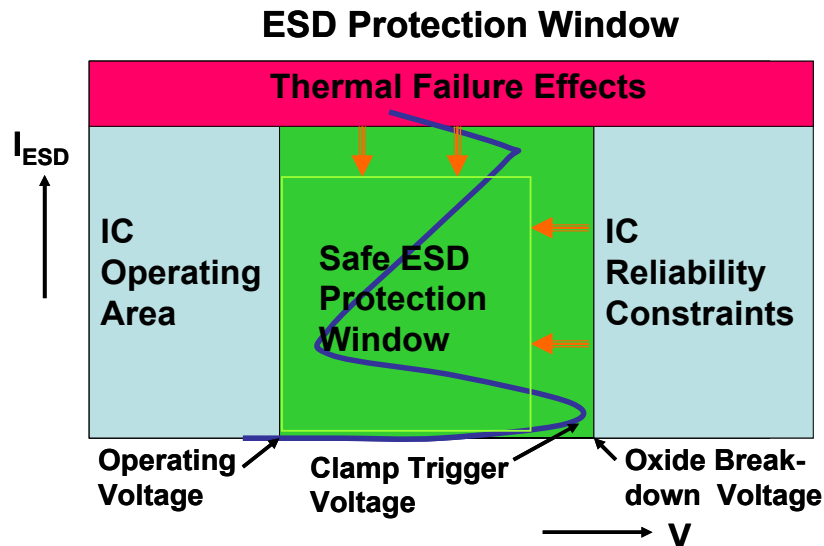 ESD Protection Window
Thermal Failure Effects
IESD
IC
Operating
Area
Safe ESD
Protection
Window
IC
Reliability
Constraints
Operating
Voltage
Clamp Trigger
Voltage
Oxide Break-
down Voltage
V